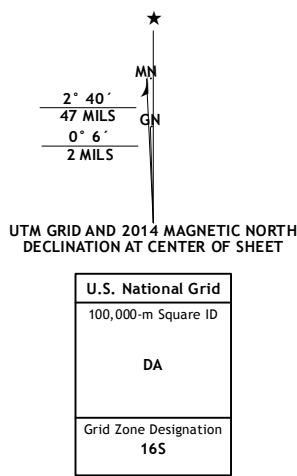 ★
MN
2° 40´
47 MILS
GN
0° 6´
2 MILS
UTM GRID AND 2014 MAGNETIC NORTH
DECLINATION AT CENTER OF SHEET
U.S. National Grid
100,000-m Square ID
DA
Grid Zone Designation
16S